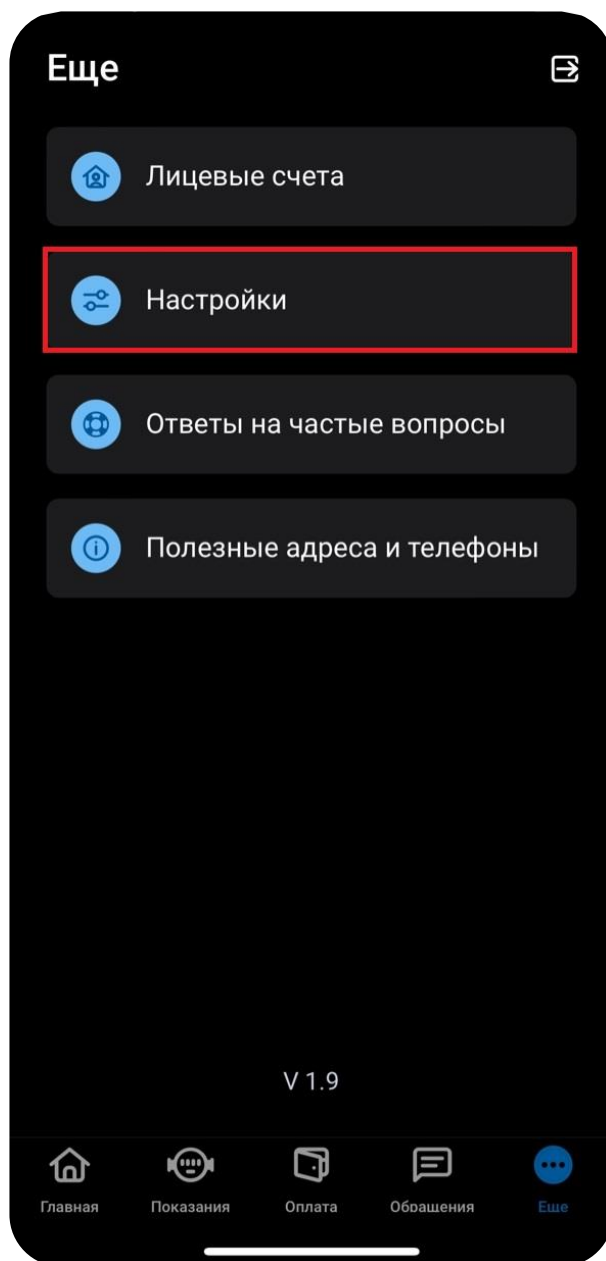 Еще
Лицевые счета
Настройки
Ответы на частые вопросы
Полезные адреса и телефоны
V 1.9
Главная
Показания
Оплата
Обращения
Еще